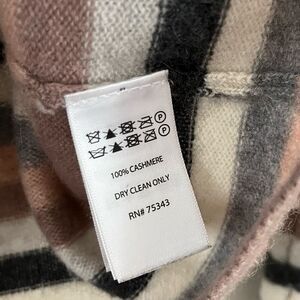 P
P
100% CASHMERE
DRY CLEAN ONLY
RN# 75343